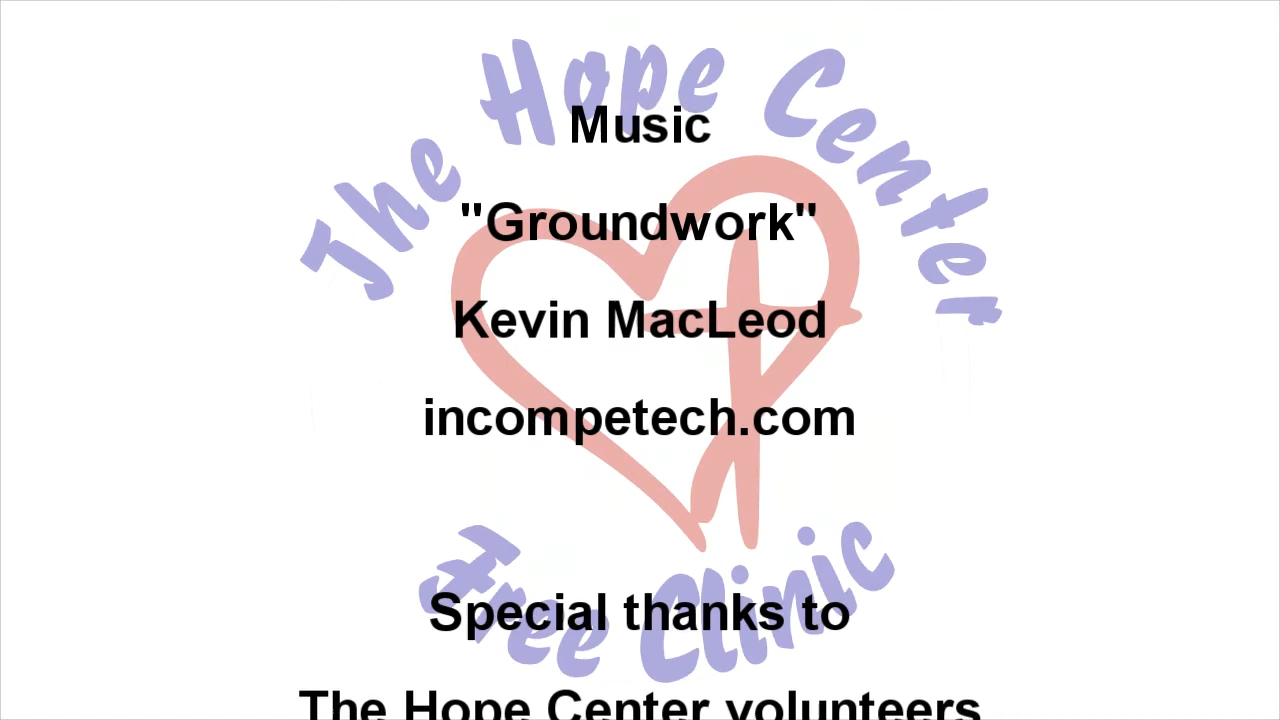 The Hope Center
Music
"Groundwork"
Kevin MacLeod
incompetech.com
Free Clinic
Special thanks to
The Hope Center volunteers